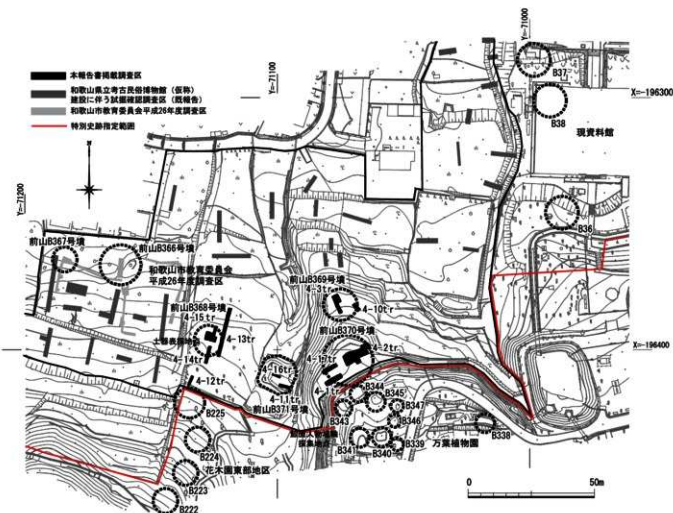 本報告書掲載調査区
和歌山県立考古民俗博物館(仮称)
建設に伴う試掘確認調査区(既報告)
和歌山市教育委員会平成26年度調査区
特別史跡指定範囲
Y=-71000
Y=-71100
Y=-71200
X=-196300
X=-196400
B37
B38
現資料館
B36
前山B367号墳
前山B366号墳
和歌山市教育委員会
平成26年度調査区
前山B368号墳
4-15tr
4-13tr
4-14tr
4-12tr
前山B369号墳
4-3tr
4-10tr
前山B370号墳
4-2tr
4-16tr
4-11tr
前山B371号墳
B344
B345
B347
B343
B346
B341
B340
B339
B338
万葉植物園
B225
B224
花木園東部地区
B223
B222
0
50m